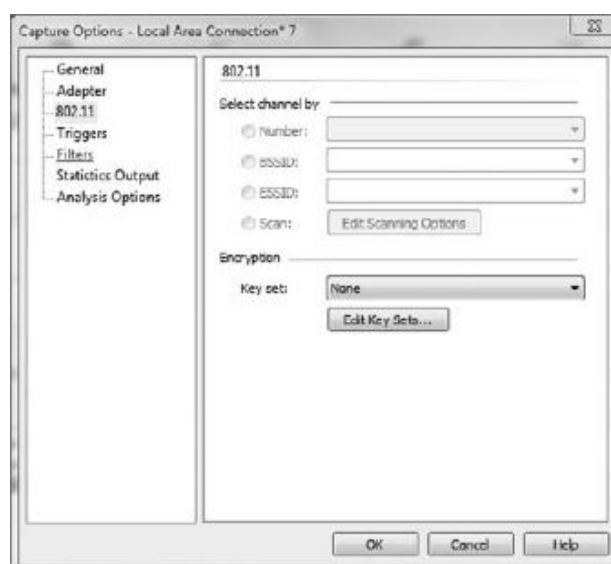 Capture Options - Local Area Connection* 7
General
Adapter
802.11
Triggers
Filters
Statistics Output
Analysis Options
802.11
Select channel by
Number:
BSSID:
ESSID:
Scan:
Edit Scanning Options
Encryption
Key set:
None
Edit Key Sets...
OK
Cancel
Help